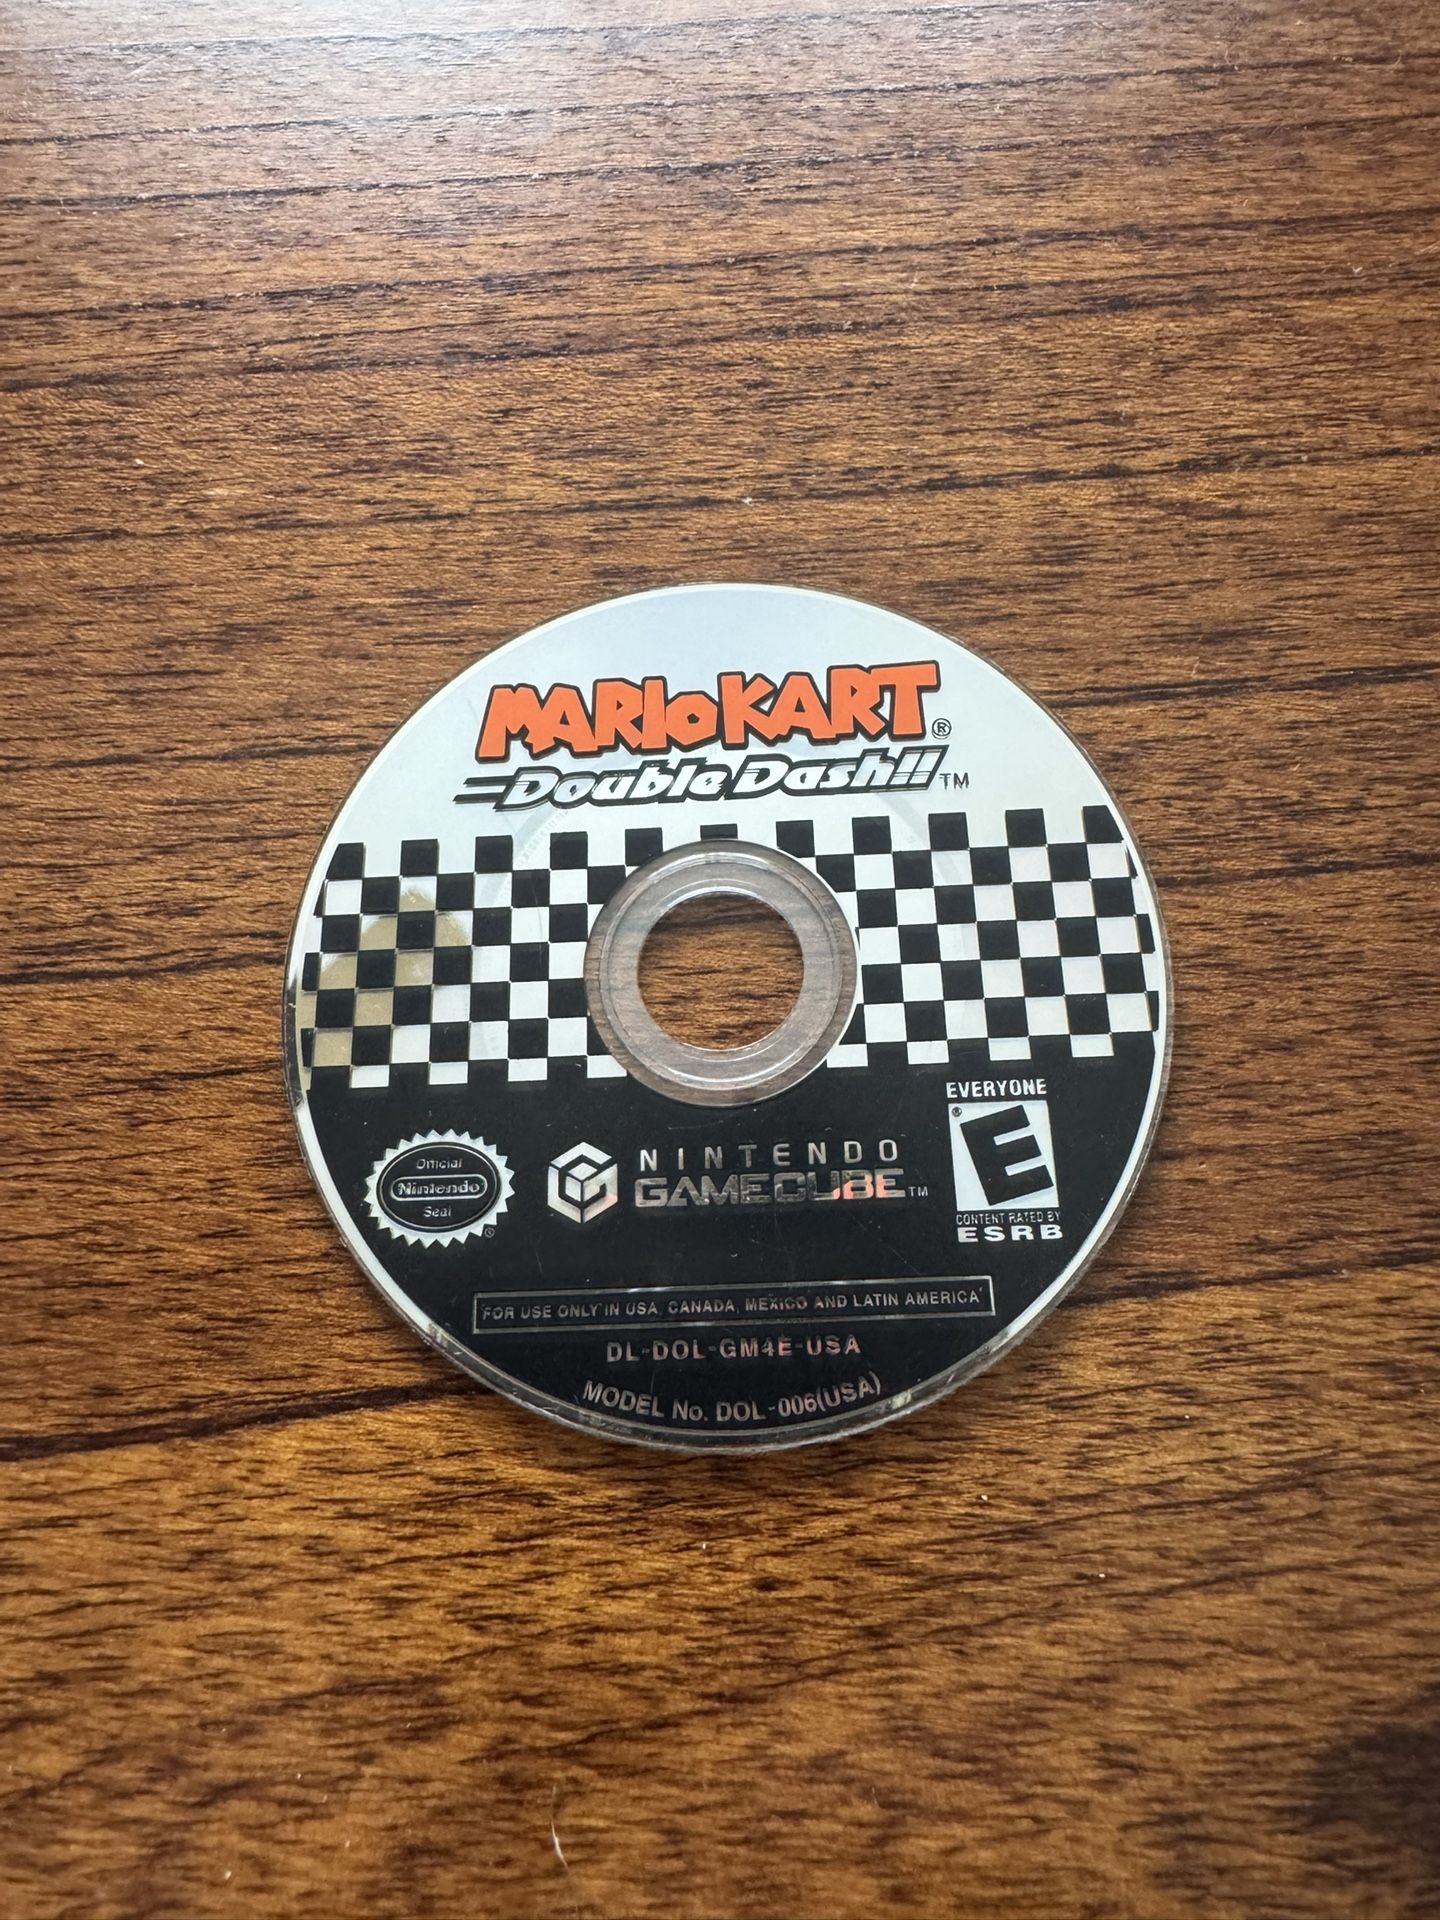 MARIO KART®
Double Dash!!™
EVERYONE
E
CONTENT RATED BY
ESRB
Official
Nintendo
Seal
®
NINTENDO
GAMECUBE™
FOR USE ONLY IN USA, CANADA, MEXICO AND LATIN AMERICA
DL-DOL-GM4E-USA
MODEL No. DOL-006(USA)